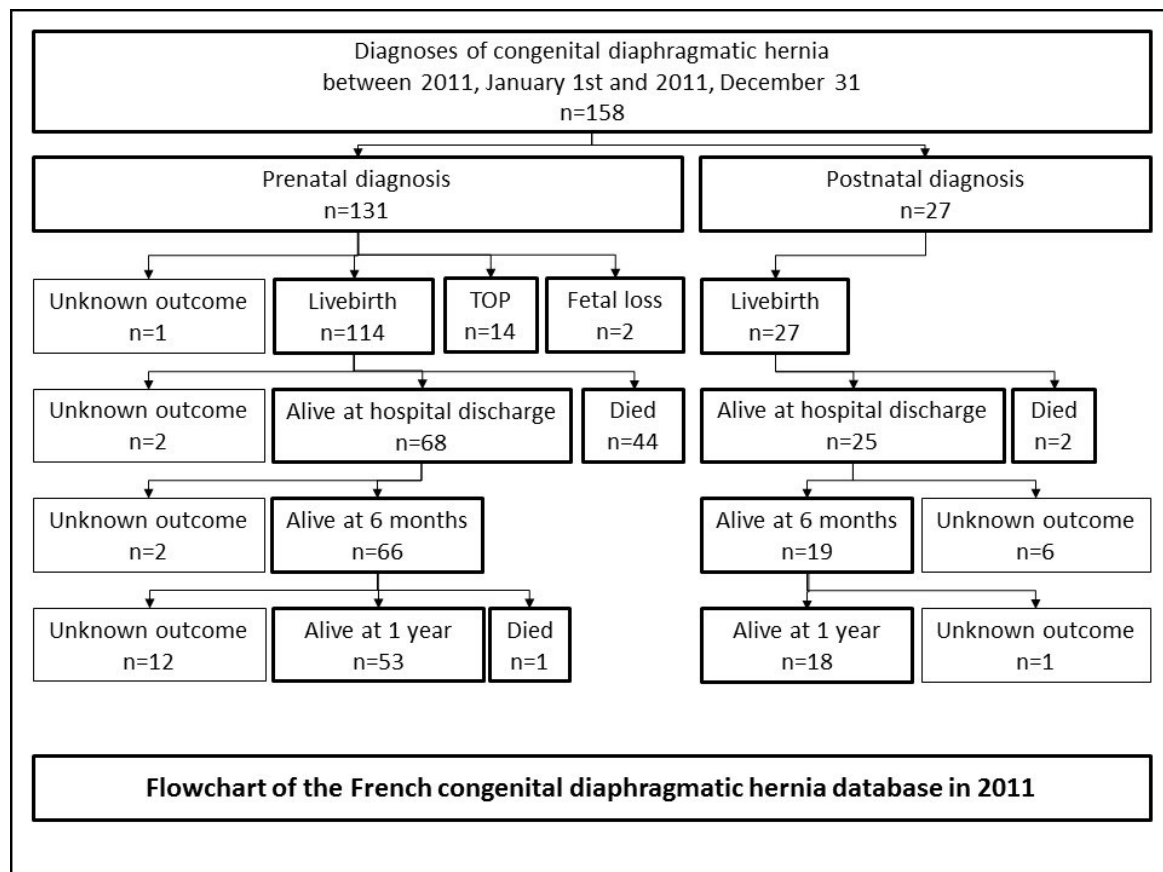 Diagnoses of congenital diaphragmatic hernia
between 2011, January 1st and 2011, December 31
n=158
Prenatal diagnosis
n=131
Postnatal diagnosis
n=27
Unknown outcome
n=1
Livebirth
n=114
TOP
n=14
Fetal loss
n=2
Livebirth
n=27
Unknown outcome
n=2
Alive at hospital discharge
n=68
Died
n=44
Alive at hospital discharge
n=25
Died
n=2
Unknown outcome
n=2
Alive at 6 months
n=66
Alive at 6 months
n=19
Unknown outcome
n=6
Unknown outcome
n=12
Alive at 1 year
n=53
Died
n=1
Alive at 1 year
n=18
Unknown outcome
n=1
Flowchart of the French congenital diaphragmatic hernia database in 2011